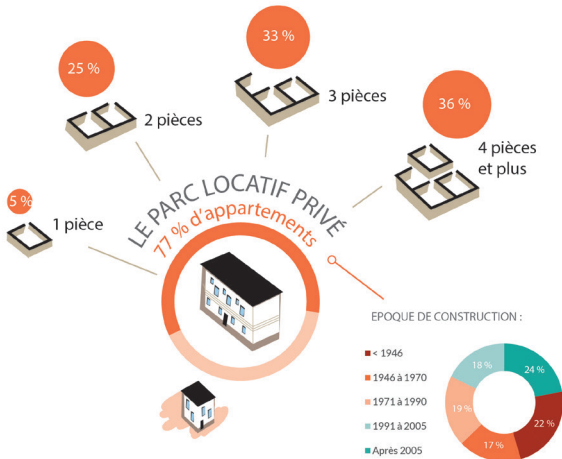 33 %
25 %
3 pièces
36 %
2 pièces
4 pièces
et plus
5 %
1 pièce
LE PARC LOCATIF PRIVÉ
77 % d'appartements
EPOQUE DE CONSTRUCTION :
< 1946
1946 à 1970
1971 à 1990
1991 à 2005
Après 2005
18 %
24 %
19 %
22 %
17 %